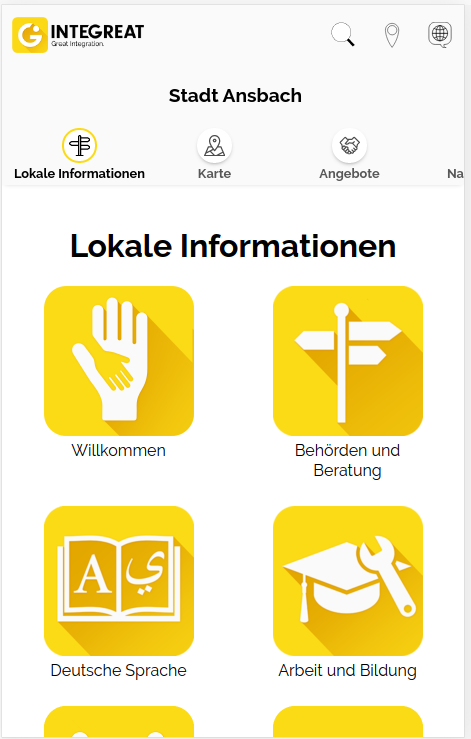 INTEGREAT
Great Integration.
Stadt Ansbach
Lokale Informationen
Karte
Angebote
Na
Lokale Informationen
Willkommen
Behörden und
Beratung
A ي
Deutsche Sprache
Arbeit und Bildung